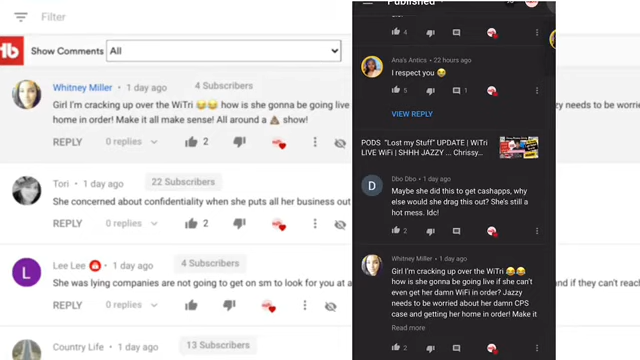 Filter
Show Comments
All
Whitney Miller • 1 day ago
4 Subscribers
Girl I'm cracking up over the WiTri 😂😂 how is she gonna be going live
home in order! Make it all make sense! All around a 💩 show!
zy needs to be worri
REPLY
0 replies
2
Tori • 1 day ago
22 Subscribers
She concerned about confidentiality when she puts all her business out
REPLY
0 replies
2
Lee Lee • 1 day ago
4 Subscribers
She was lying companies are not going to get on sm to look for you at a
and if they can't reac
REPLY
0 replies
Country Life • 1 day ago
13 Subscribers
Published
4
Ana's Antics • 22 hours ago
I respect you 😢
5
1
VIEW REPLY
PODS "Lost my Stuff" UPDATE | WiTri
LIVE WiFi | SHHH JAZZY ... Chrissy...
D
Dbo Dbo • 1 day ago
Maybe she did this to get cashapps, why
else would she drag this out? She's still a
hot mess. Idc!
2
Whitney Miller • 1 day ago
Girl I'm cracking up over the WiTri 😂😂
how is she gonna be going live if she can't
even get her damn WiFi in order? Jazzy
needs to be worried about her damn CPS
case and getting her home in order! Make it
Read more
2